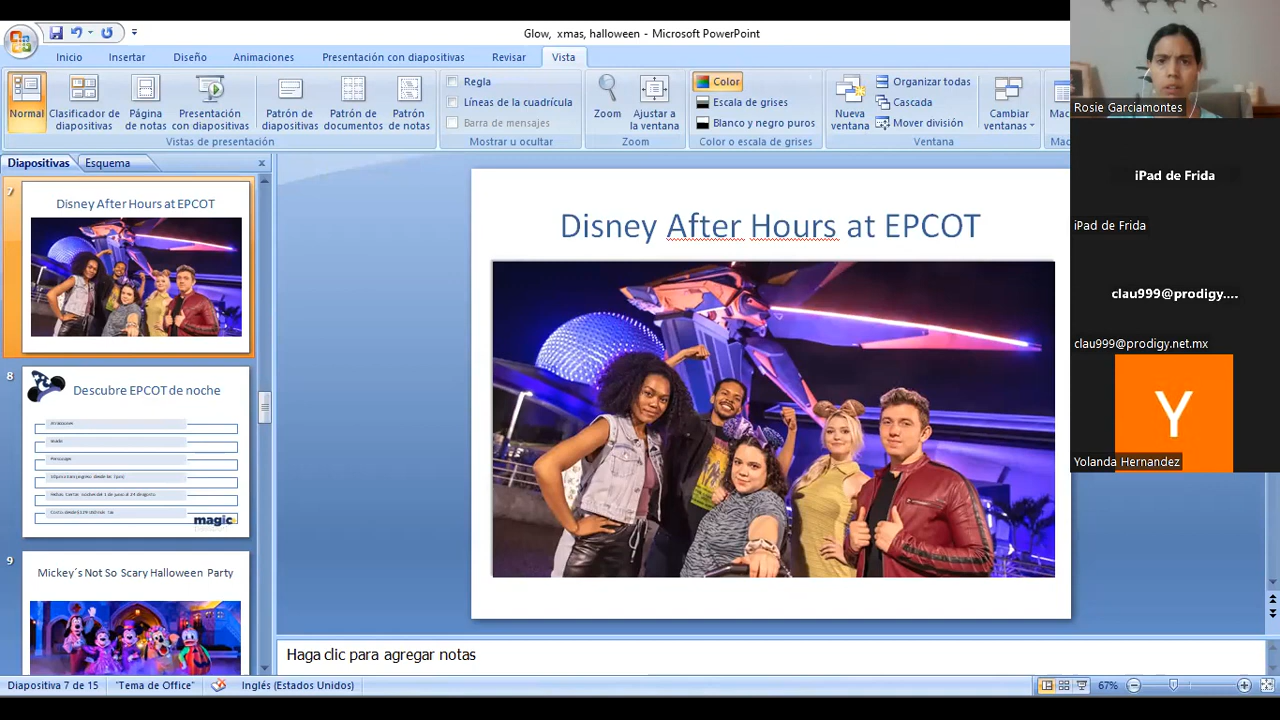 Glow, xmas, halloween - Microsoft PowerPoint
Inicio
Insertar
Diseño
Animaciones
Presentación con diapositivas
Revisar
Vista
Normal
Clasificador de diapositivas
Página de notas
Presentación con diapositivas
Patrón de diapositivas
Patrón de documentos
Patrón de notas
Vistas de presentación
Regla
Líneas de la cuadrícula
Barra de mensajes
Mostrar u ocultar
Zoom
Ajustar a la ventana
Zoom
Color
Escala de grises
Blanco y negro puros
Color o escala de grises
Nueva ventana
Organizar todas
Cascada
Mover división
Cambiar ventanas
Ventana
Mac
Ma
Diapositivas
Esquema
7
Disney After Hours at EPCOT
8
Descubre EPCOT de noche
Atracciones
magic
9
Mickey´s Not So Scary Halloween Party
Disney After Hours at EPCOT
Haga clic para agregar notas
Diapositiva 7 de 15
"Tema de Office"
Inglés (Estados Unidos)
67%
Rosie Garciamontes
iPad de Frida
iPad de Frida
clau999@prodigy....
clau999@prodigy.net.mx
Y
Yolanda Hernandez